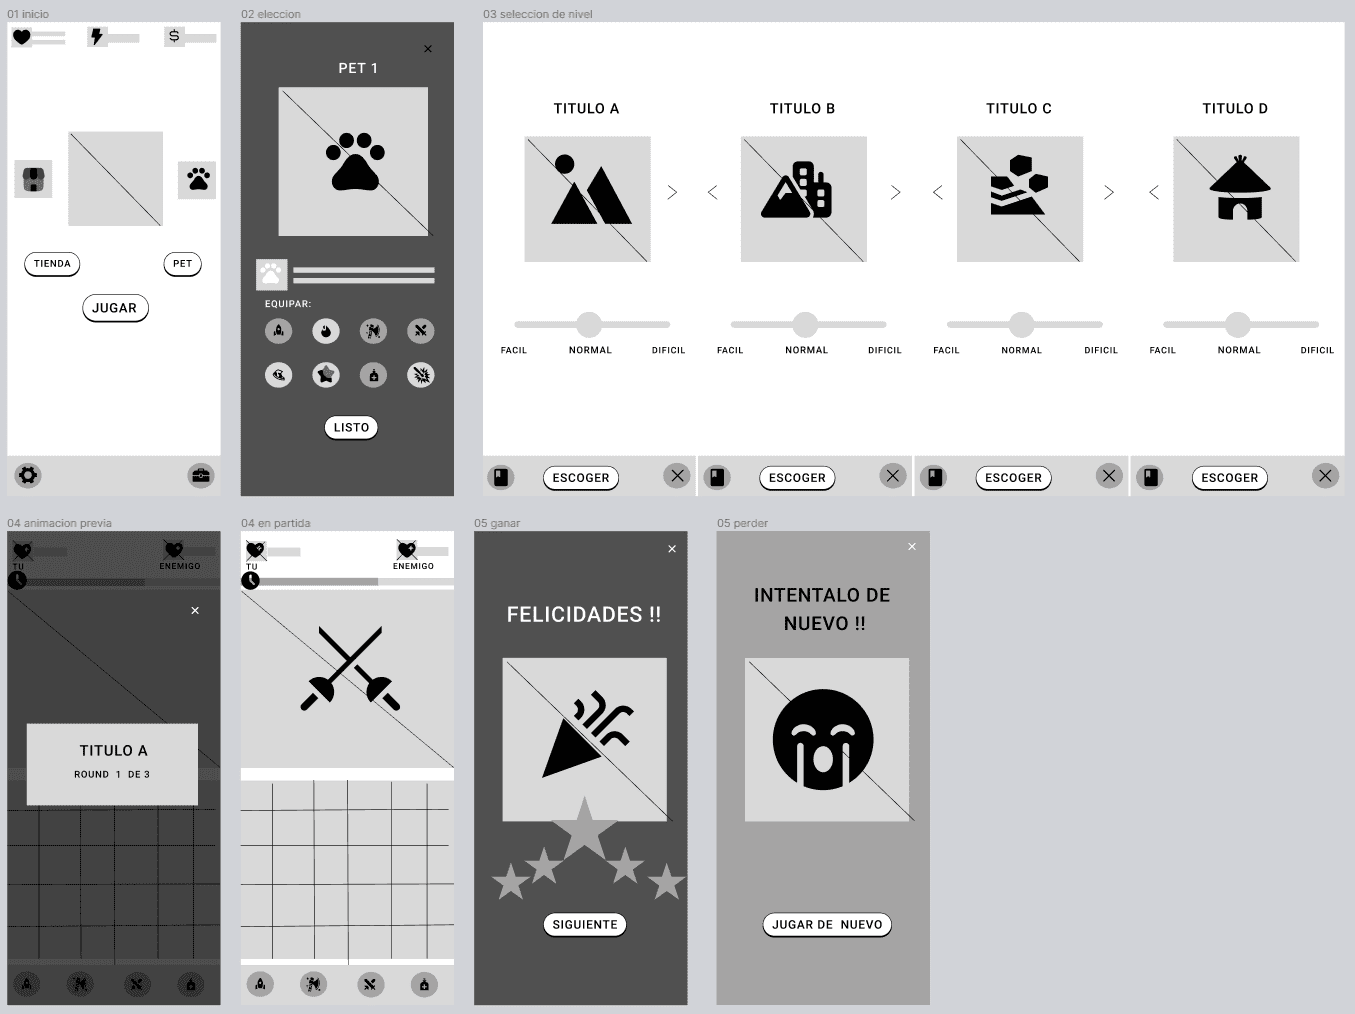 01 inicio
TIENDA
PET
JUGAR
02 eleccion
PET 1
EQUIPAR:
LISTO
03 seleccion de nivel
TITULO A
FACIL NORMAL DIFICIL
ESCOGER
TITULO B
FACIL NORMAL DIFICIL
ESCOGER
TITULO C
FACIL NORMAL DIFICIL
ESCOGER
TITULO D
FACIL NORMAL DIFICIL
ESCOGER
04 animacion previa
TU
ENEMIGO
TITULO A
ROUND 1 DE 3
04 en partida
TU
ENEMIGO
05 ganar
FELICIDADES !!
SIGUIENTE
05 perder
INTENTALO DE
NUEVO !!
JUGAR DE NUEVO